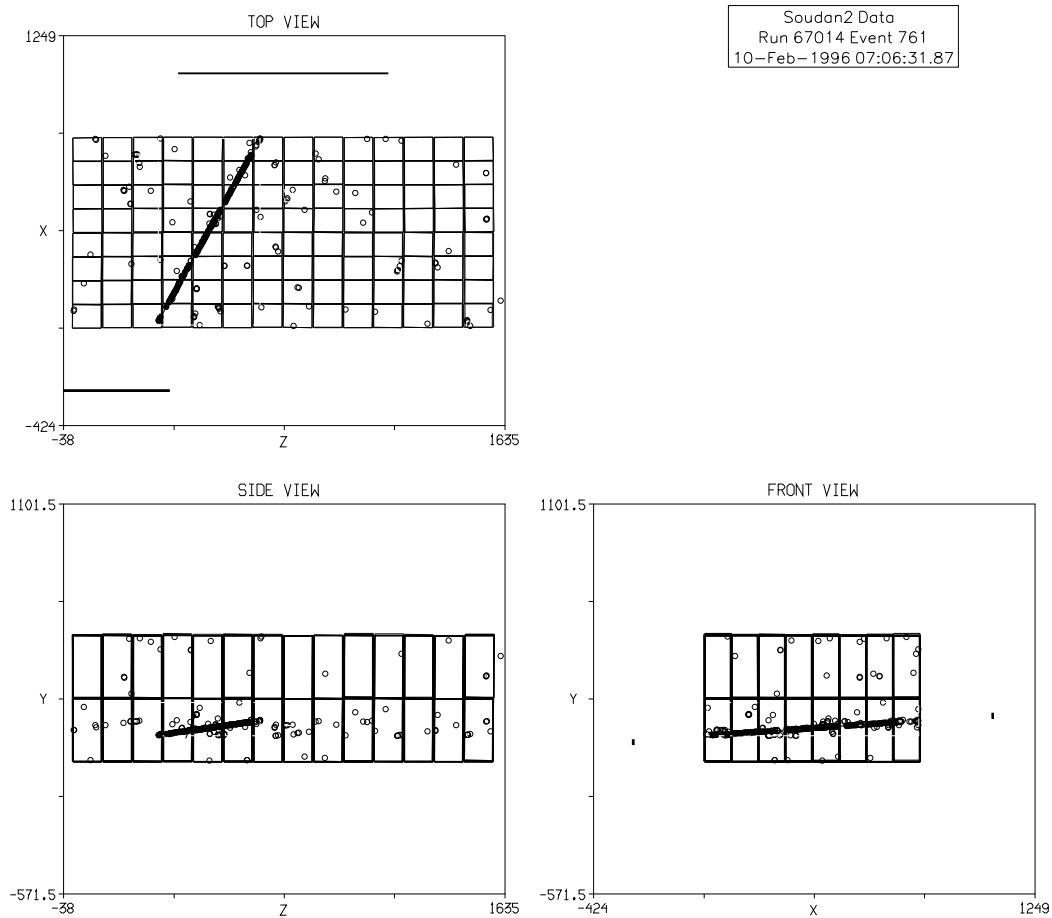 TOP VIEW
Soudan2 Data
Run 67014 Event 761
10-Feb-1996 07:06:31.87
1249
X
-424
-38
Z
1635
SIDE VIEW
1101.5
Y
-571.5
-38
Z
1635
FRONT VIEW
1101.5
Y
-571.5
-424
X
1249